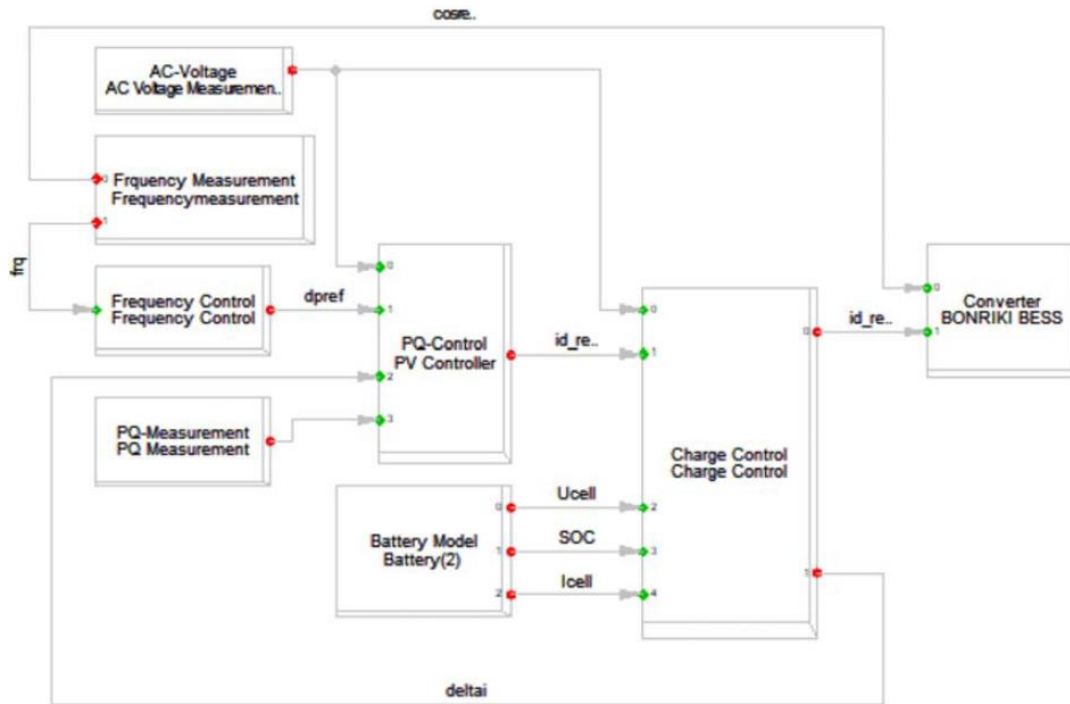 cosre..
AC-Voltage
AC Voltage Measuremen..
0
Frquency Measurement
Frequencymeasurement
1
frq
Frequency Control
Frequency Control
dpref
0
1
2
3
PQ-Control
PV Controller
id_re..
PQ-Measurement
PQ Measurement
Battery Model
Battery(2)
0
1
2
Ucell
SOC
Icell
0
1
2
3
4
Charge Control
Charge Control
0
1
id_re..
0
1
Converter
BONRIKI BESS
deltai